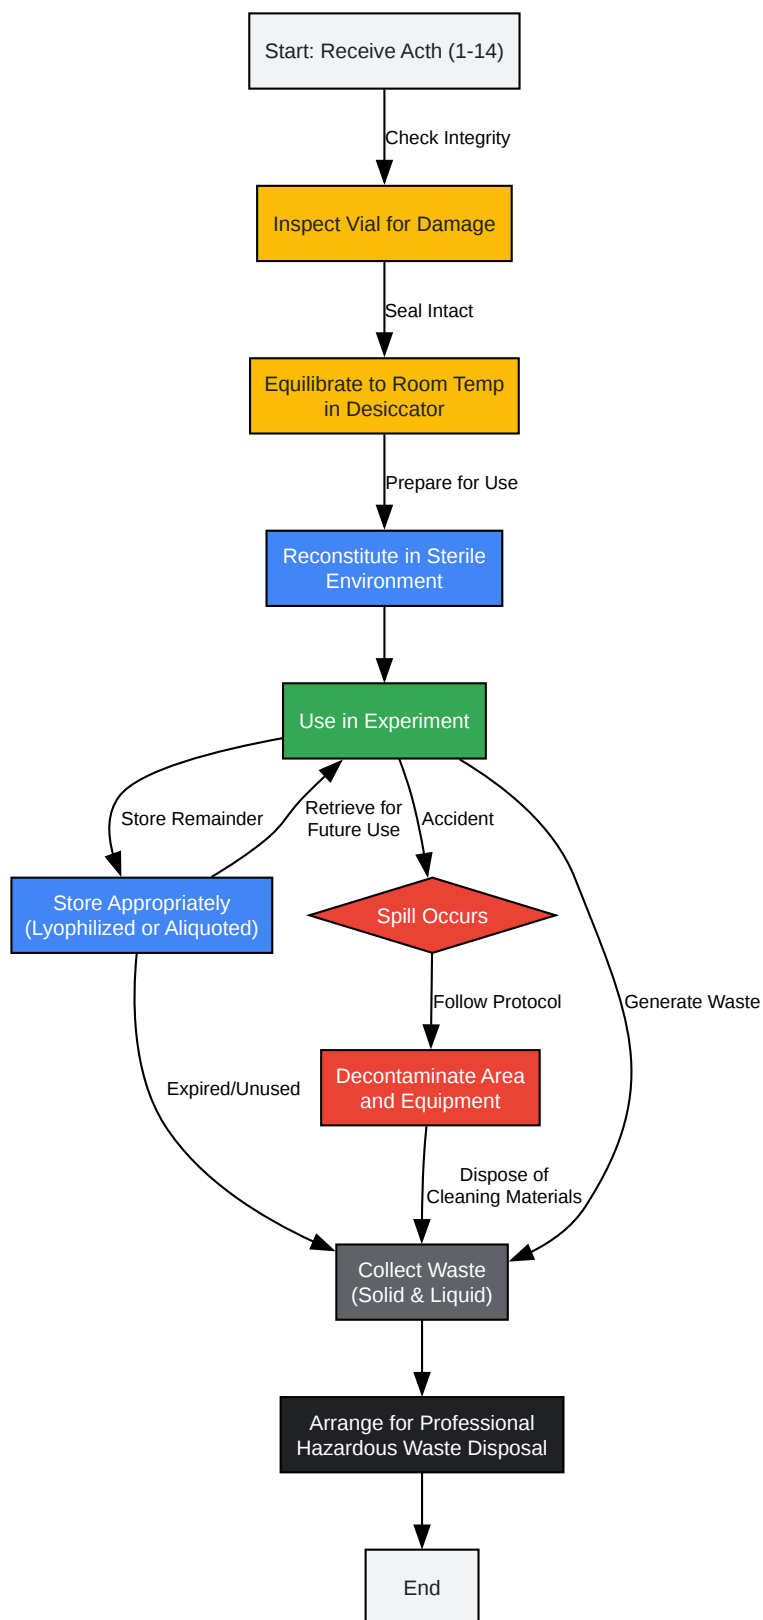 Start: Receive Acth (1-14)
Check Integrity
Inspect Vial for Damage
Seal Intact
Equilibrate to Room Temp
in Desiccator
Prepare for Use
Reconstitute in Sterile
Environment
Use in Experiment
Store Remainder
Retrieve for
Future Use
Accident
Store Appropriately
(Lyophilized or Aliquoted)
Spill Occurs
Follow Protocol
Generate Waste
Decontaminate Area
and Equipment
Expired/Unused
Dispose of
Cleaning Materials
Collect Waste
(Solid & Liquid)
Arrange for Professional
Hazardous Waste Disposal
End